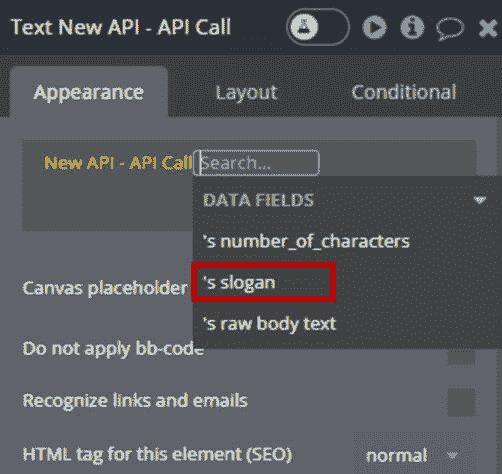 Text New API - API Call
Appearance Layout Conditional
New API - API Call Search...
DATA FIELDS
's number_of_characters
Canvas placeholder 's slogan
's raw body text
Do not apply bb-code
Recognize links and emails
HTML tag for this element (SEO) normal